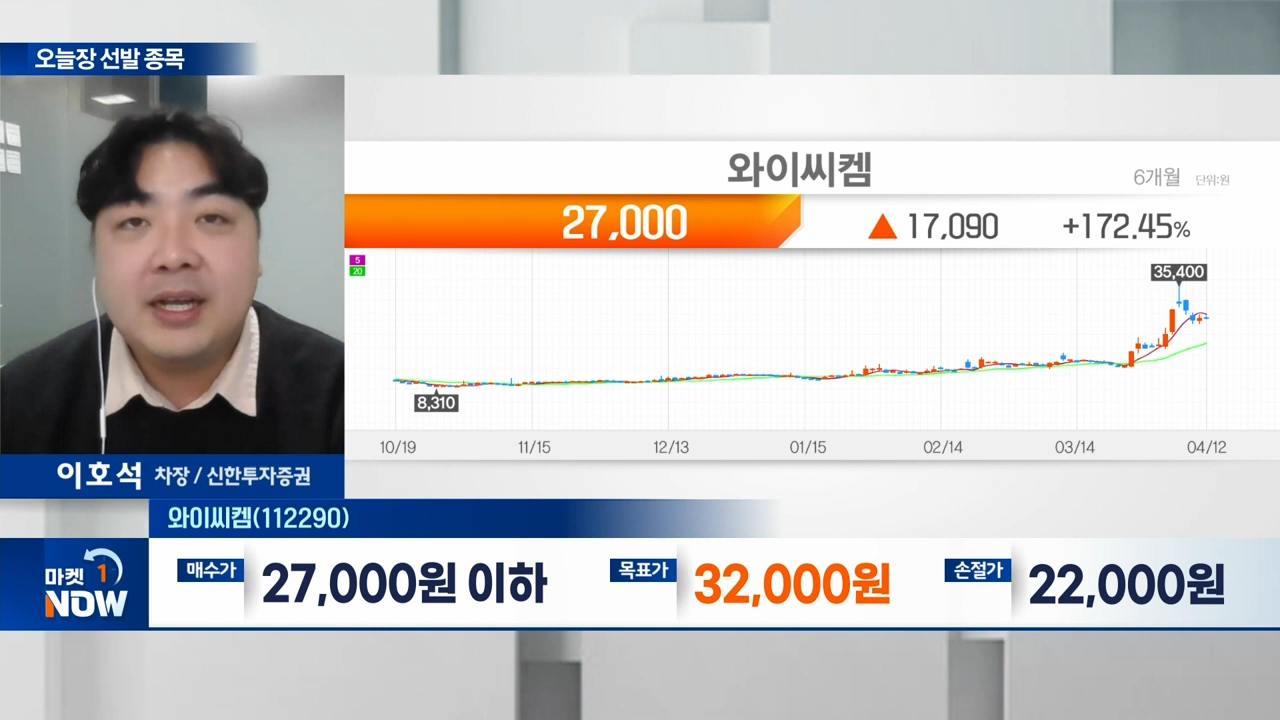 오늘장 선발 종목
와이씨켐
6개월 단위:원
27,000 ▲ 17,090 +172.45%
5
20
35,400
8,310
10/19 11/15 12/13 01/15 02/14 03/14 04/12
이호석 차장 / 신한투자증권
와이씨켐(112290)
마켓 1
NOW
매수가 27,000원 이하 목표가 32,000원 손절가 22,000원